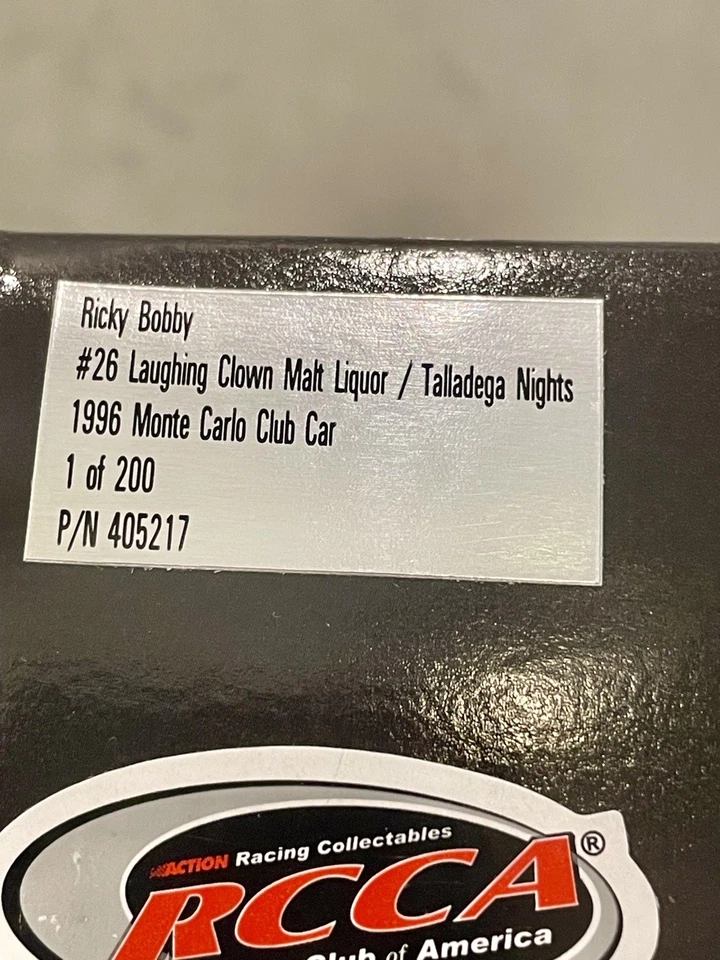 Ricky Bobby
#26 Laughing Clown Malt Liquor / Talladega Nights
1996 Monte Carlo Club Car
1 of 200
P/N 405217
ACTION Racing Collectables
RCCA®
Club of America